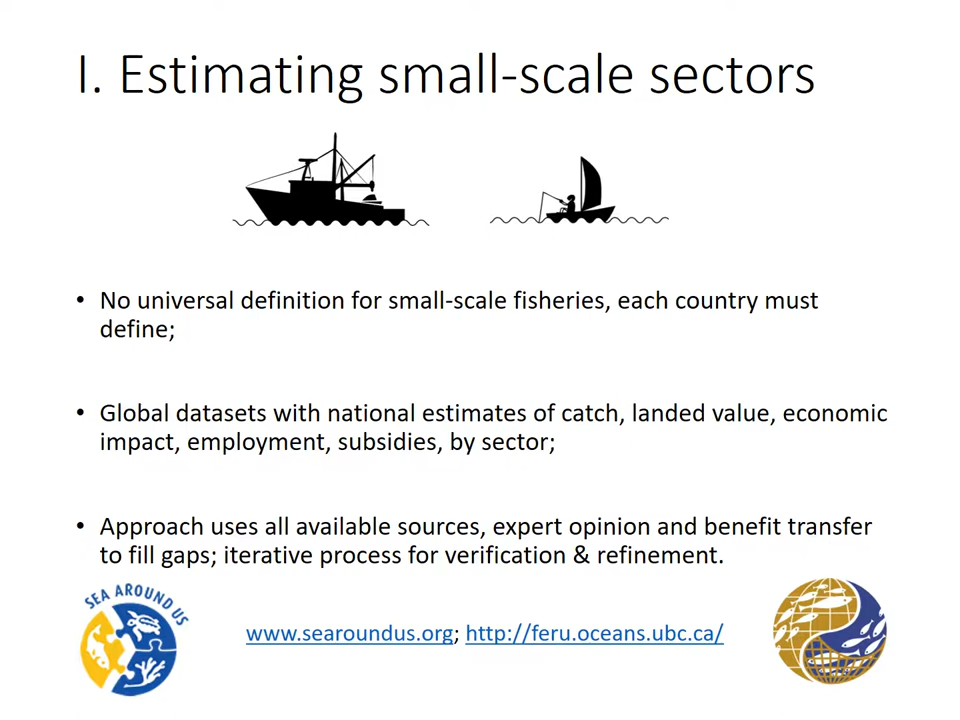 I. Estimating small-scale sectors
• No universal definition for small-scale fisheries, each country must
define;
• Global datasets with national estimates of catch, landed value, economic
impact, employment, subsidies, by sector;
• Approach uses all available sources, expert opinion and benefit transfer
to fill gaps; iterative process for verification & refinement.
SEA AROUND US
www.searoundus.org; http://feru.oceans.ubc.ca/